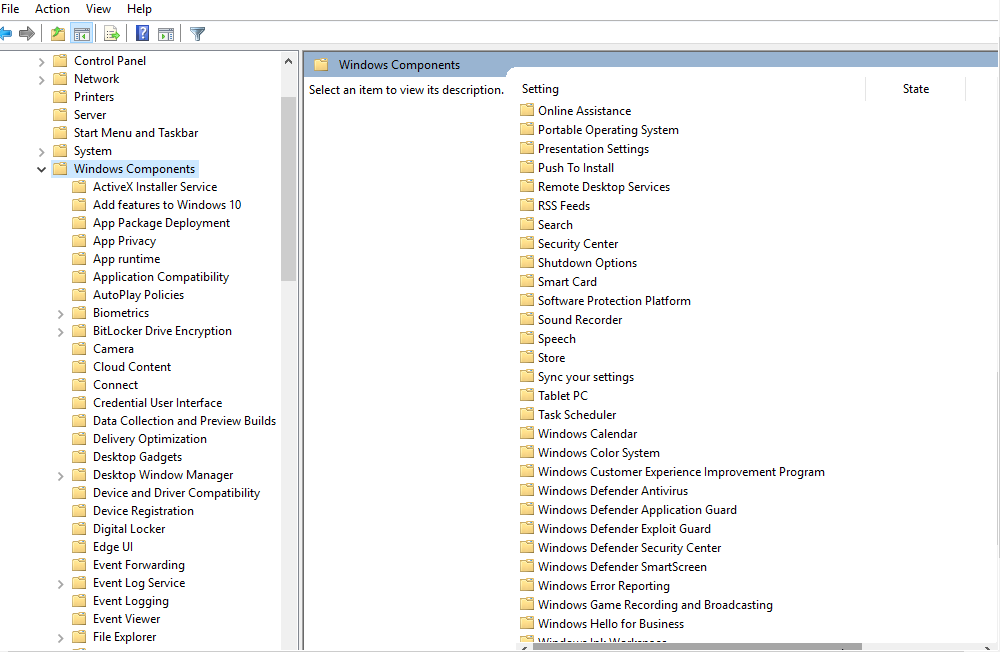 File Action View Help
Control Panel
Network
Printers
Server
Start Menu and Taskbar
System
Windows Components
ActiveX Installer Service
Add features to Windows 10
App Package Deployment
App Privacy
App runtime
Application Compatibility
AutoPlay Policies
Biometrics
BitLocker Drive Encryption
Camera
Cloud Content
Connect
Credential User Interface
Data Collection and Preview Builds
Delivery Optimization
Desktop Gadgets
Desktop Window Manager
Device and Driver Compatibility
Device Registration
Digital Locker
Edge UI
Event Forwarding
Event Log Service
Event Logging
Event Viewer
File Explorer
Windows Components
Select an item to view its description.
Setting State
Online Assistance
Portable Operating System
Presentation Settings
Push To Install
Remote Desktop Services
RSS Feeds
Search
Security Center
Shutdown Options
Smart Card
Software Protection Platform
Sound Recorder
Speech
Store
Sync your settings
Tablet PC
Task Scheduler
Windows Calendar
Windows Color System
Windows Customer Experience Improvement Program
Windows Defender Antivirus
Windows Defender Application Guard
Windows Defender Exploit Guard
Windows Defender Security Center
Windows Defender SmartScreen
Windows Error Reporting
Windows Game Recording and Broadcasting
Windows Hello for Business
Windows Ink Workspace